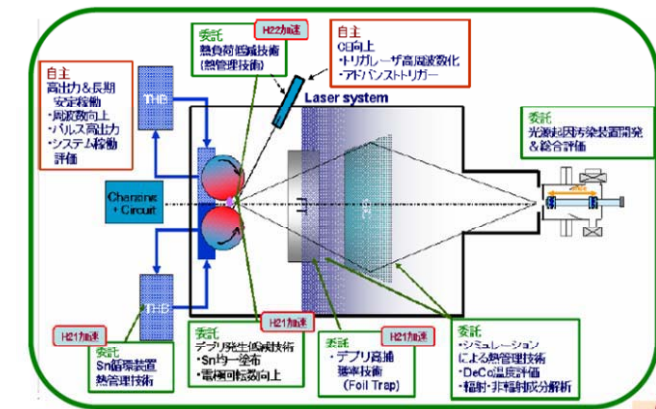 H22加速
委託
熱負荷低減技術
(熱管理技術)
自主
CE向上
・トリガレーザ高周波数化
・アドバンストトリガー
Laser system
自主
高出力&長期
安定稼動
・周波数向上
・パルス高出力
・システム稼動
評価
THB
委託
光源起因汚染装置開発
&総合評価
Charging
・Circuit
THB
H21加速
委託
Sn循環装置
熱管理技術
H21加速
委託
デブリ発生低減技術
・Sn均一塗布
・電極回転数向上
H21加速
委託
・デブリ高捕
獲率技術
(Foil Trap)
委託
・シミュレーション
による熱管理技術
・DeCo温度評価
・輻射・非輻射成分解析